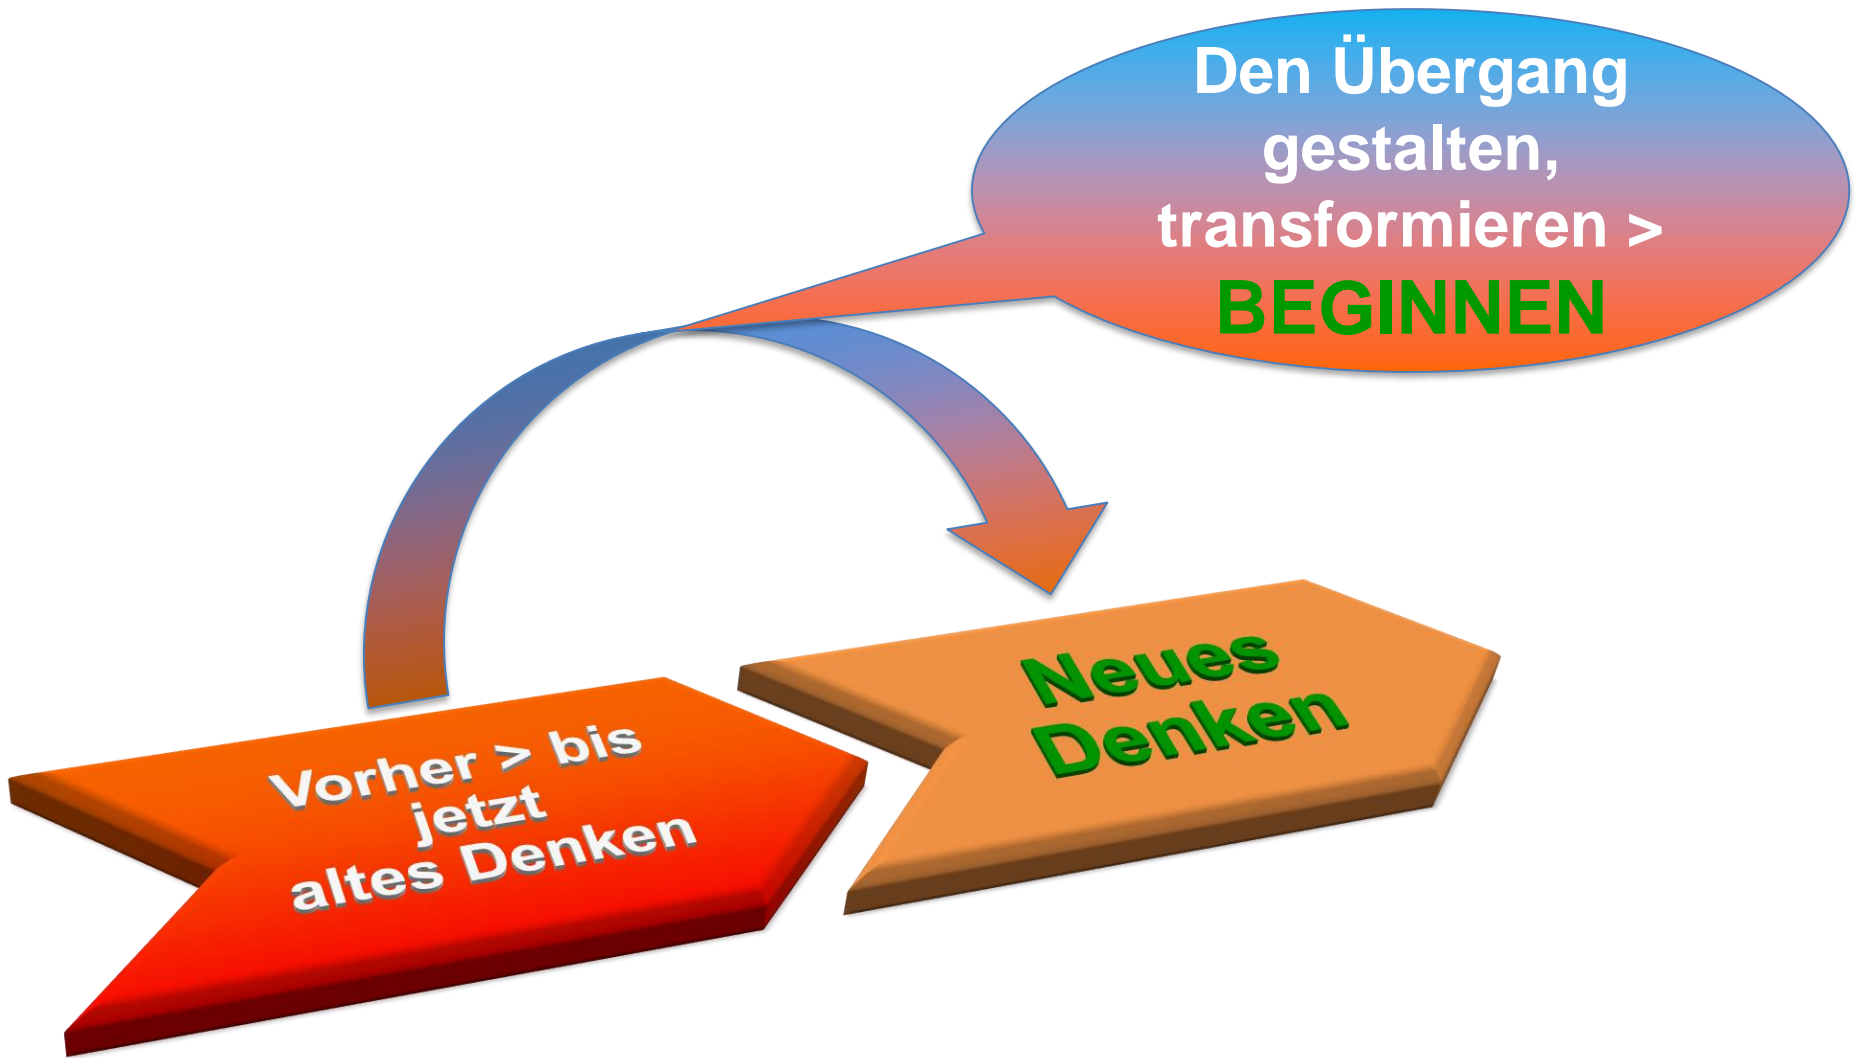 Den Übergang
gestalten,
transformieren >
BEGINNEN
Vorher > bis
jetzt
altes Denken
Neues
Denken